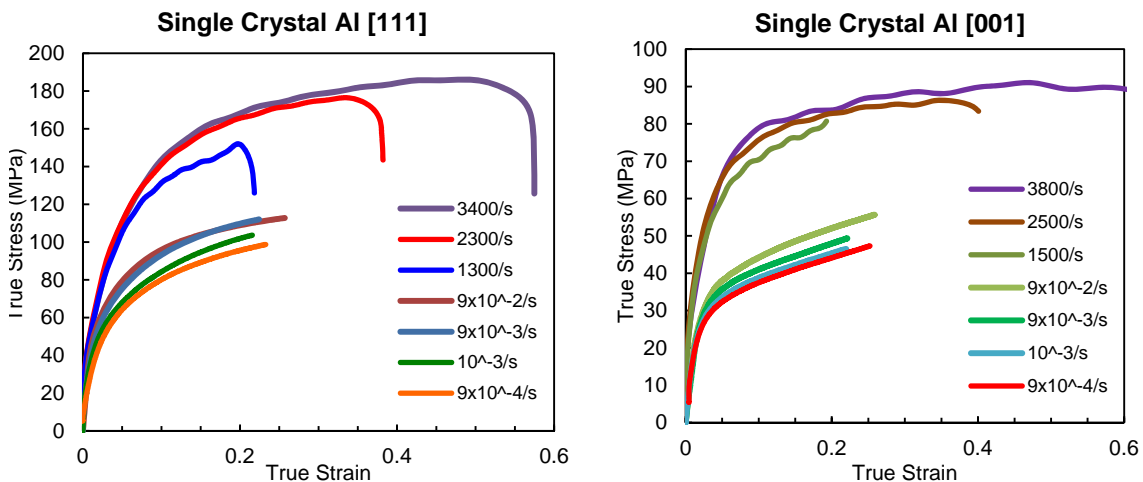 Single Crystal Al [111]
True Stress (MPa)
200
180
160
140
120
100
80
60
40
20
0
0
0.2
0.4
0.6
True Strain
3400/s
2300/s
1300/s
9x10^-2/s
9x10^-3/s
10^-3/s
9x10^-4/s
Single Crystal Al [001]
True Stress (MPa)
100
90
80
70
60
50
40
30
20
10
0
0
0.2
0.4
0.6
True Strain
3800/s
2500/s
1500/s
9x10^-2/s
9x10^-3/s
10^-3/s
9x10^-4/s